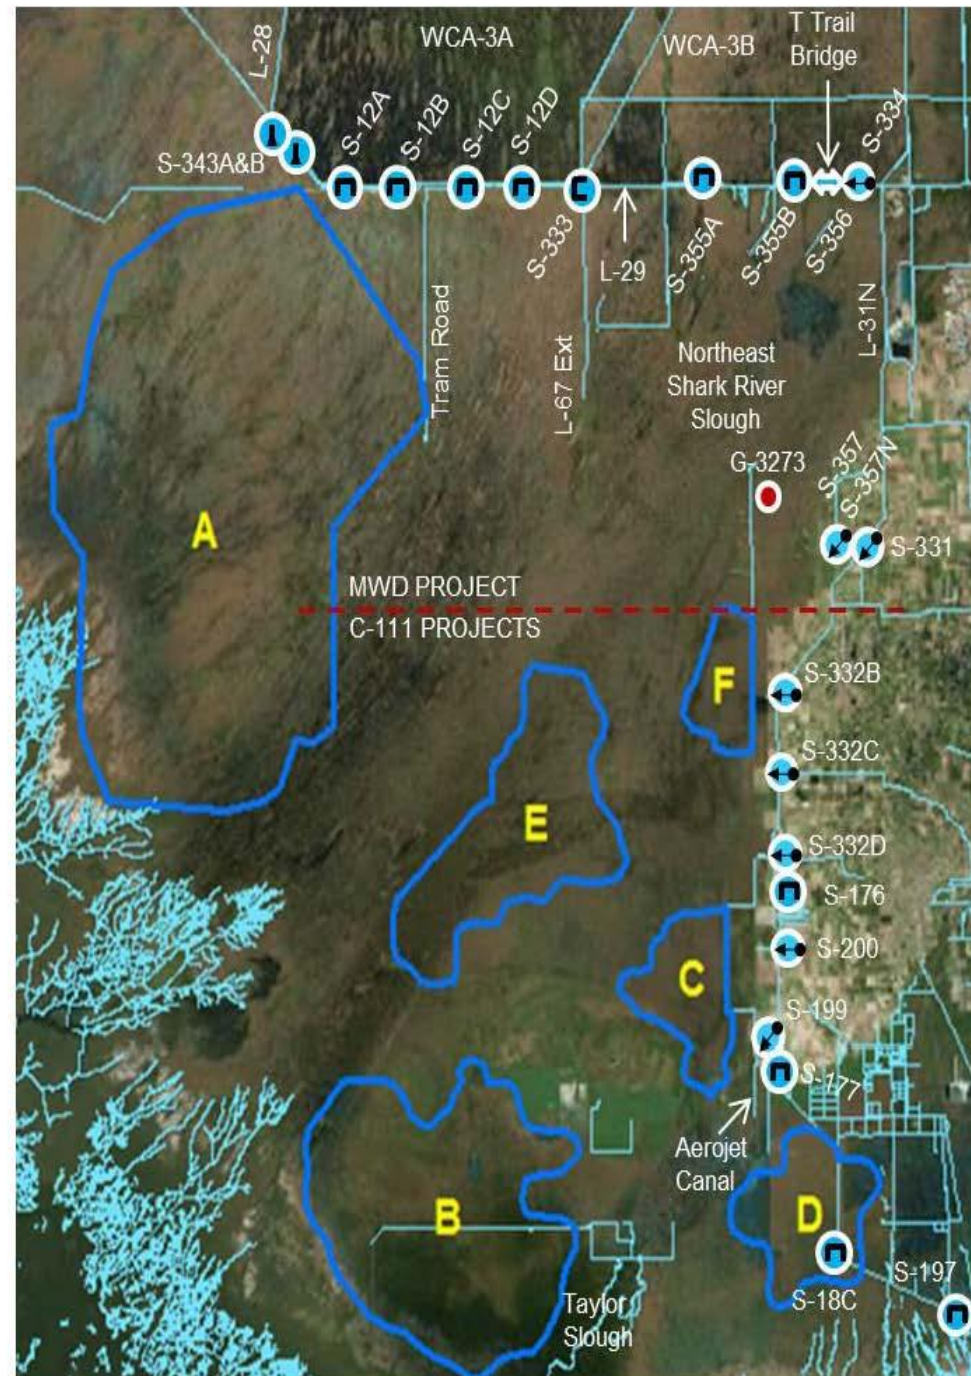 L-28
WCA-3A
WCA-3B
T Trail
Bridge
S-343A&B
S-12A
S-12B
S-12C
S-12D
S-334
S-333
L-29
S-355A
S-355B
S-356
Tram Road
L-67 Ext
L-31N
Northeast
Shark River
Slough
G-3273
S-357
S-357N
S-331
A
MWD PROJECT
C-111 PROJECTS
F
S-332B
S-332C
E
S-332D
S-176
S-200
C
S-199
S-177
Aerojet
Canal
B
D
S-197
S-18C
Taylor
Slough